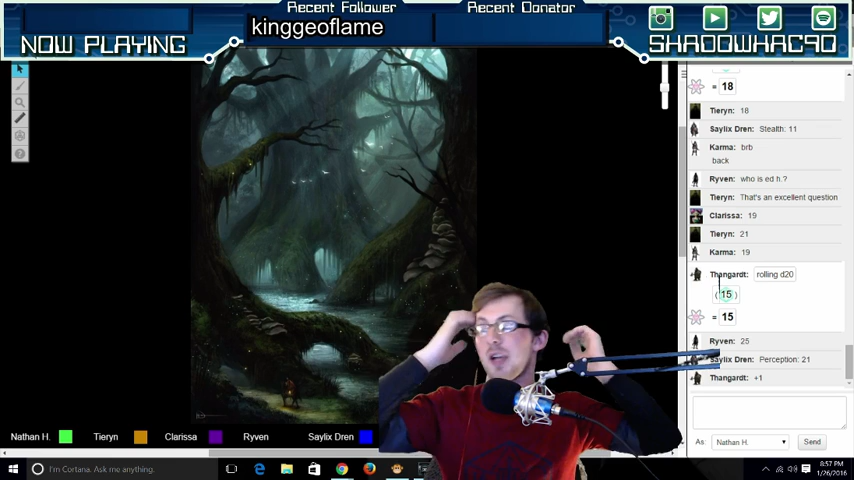 Recent Follower
Recent Donator
kinggeoflame
NOW PLAYING
SHADOWHAC90
= 18
Tieryn: 18
Saylix Dren: Stealth: 11
Karma: brb
back
Ryven: who is ed h.?
Tieryn: That's an excellent question
Clarissa: 19
Tieryn: 21
Karma: 19
Thangardt: rolling d20
(15)
= 15
Ryven: 25
Saylix Dren: Perception: 21
Thangardt: +1
Nathan H.
Tieryn
Clarissa
Ryven
Saylix Dren
As: Nathan H.
Send
I'm Cortana. Ask me anything.
8:57 PM
1/26/2016